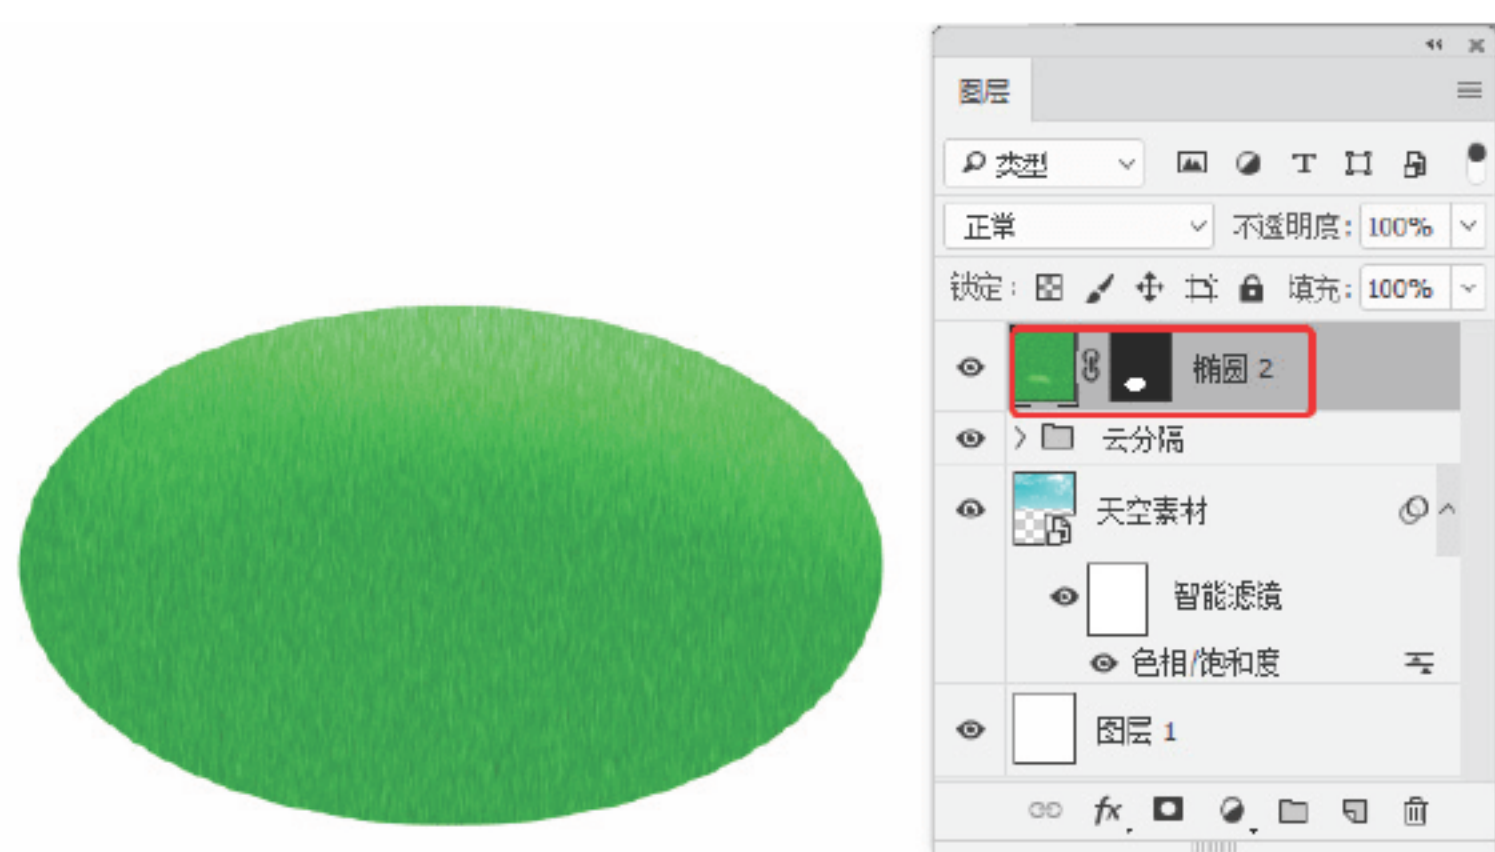 图层
类型
正常 不透明度: 100%
锁定: 填充: 100%
椭圆 2
云分隔
天空素材
智能滤镜
色相/饱和度
图层 1
fx